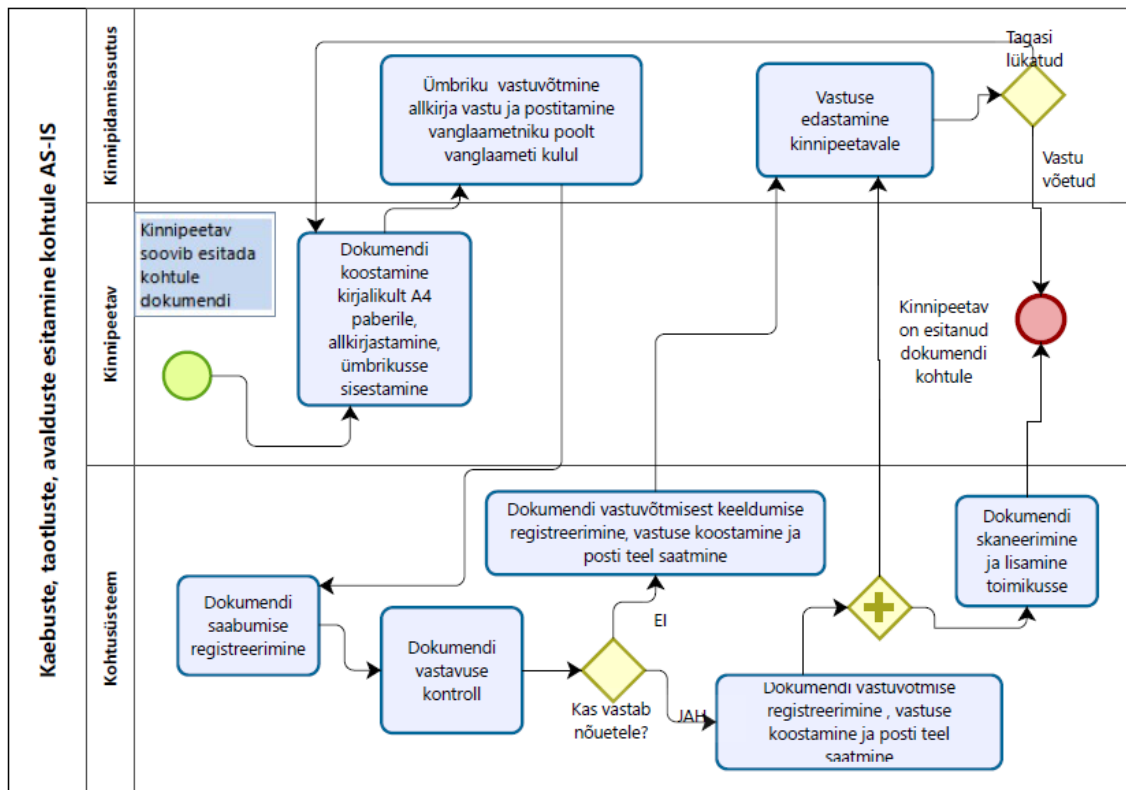 Kaebuste, taotluste, avalduste esitamine kohtule AS-IS
Kinnipidamisasutus
Ümbriku vastuvõtmine
allkirja vastu ja postitamine
vanglaametniku poolt
vanglaameti kulul
Vastuse
edastamine
kinnipeetavale
Tagasi
lükatud
Vastu
võetud
Kinnipeetav
Kinnipeetav
soovib esitada
kohtule
dokumendi
Dokumendi
koostamine
kirjalikult A4
paberile,
allkirjastamine,
ümbrikusse
sisestamine
Kinnipeetav
on esitanud
dokumendi
kohtule
Kohtusüsteem
Dokumendi
saabumise
registreerimine
Dokumendi
vastavuse
kontroll
Kas vastab
nõuetele?
EI
JAH
Dokumendi vastuvõtmisest keeldumise
registreerimine, vastuse koostamine ja
posti teel saatmine
Dokumendi vastuvõtmise
registreerimine , vastuse
koostamine ja posti teel
saatmine
Dokumendi
skaneerimine
ja lisamine
toimikusse